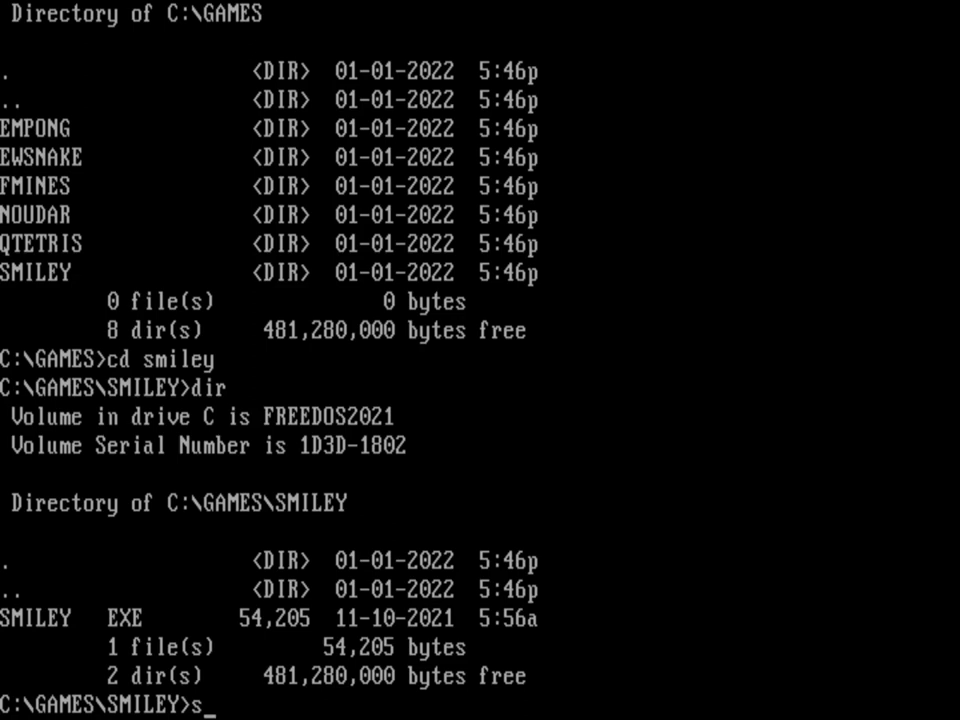 Directory of C:\GAMES
. <DIR> 01-01-2022 5:46p
.. <DIR> 01-01-2022 5:46p
EMPONG <DIR> 01-01-2022 5:46p
EWSNAKE <DIR> 01-01-2022 5:46p
FMINES <DIR> 01-01-2022 5:46p
NOUDAR <DIR> 01-01-2022 5:46p
QTETRIS <DIR> 01-01-2022 5:46p
SMILEY <DIR> 01-01-2022 5:46p
0 file(s) 0 bytes
8 dir(s) 481,280,000 bytes free
C:\GAMES>cd smiley
C:\GAMES\SMILEY>dir
Volume in drive C is FREEDOS2021
Volume Serial Number is 1D3D-1802
Directory of C:\GAMES\SMILEY
. <DIR> 01-01-2022 5:46p
.. <DIR> 01-01-2022 5:46p
SMILEY EXE 54,205 11-10-2021 5:56a
1 file(s) 54,205 bytes
2 dir(s) 481,280,000 bytes free
C:\GAMES\SMILEY>s_